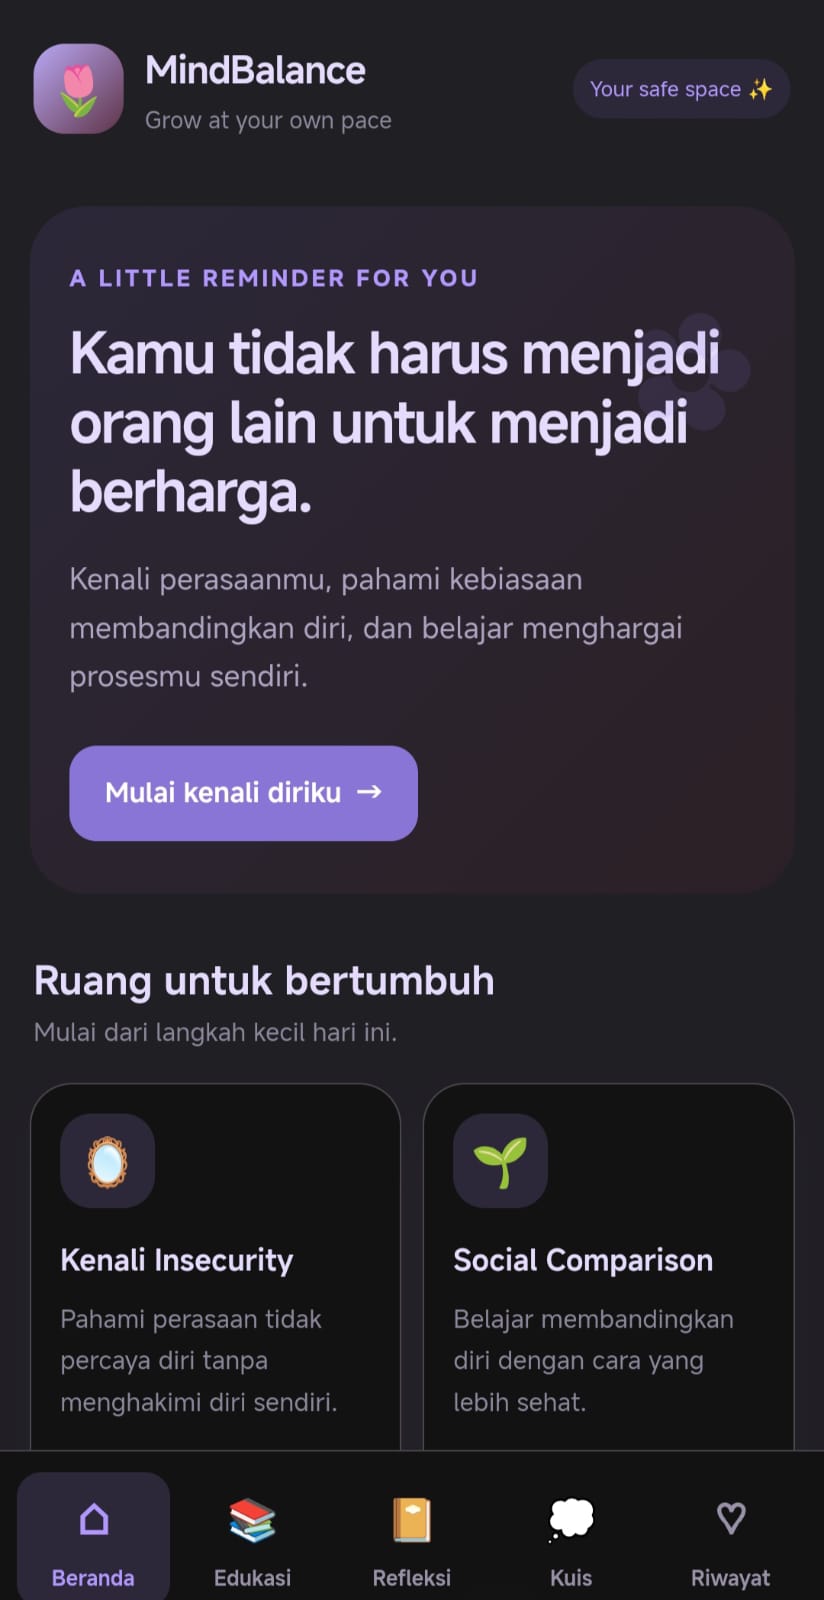 MindBalance
Grow at your own pace
Your safe space ✨
A LITTLE REMINDER FOR YOU
Kamu tidak harus menjadi
orang lain untuk menjadi
berharga.
Kenali perasaanmu, pahami kebiasaan
membandingkan diri, dan belajar menghargai
prosesmu sendiri.
Mulai kenali diriku →
Ruang untuk bertumbuh
Mulai dari langkah kecil hari ini.
Kenali Insecurity
Pahami perasaan tidak
percaya diri tanpa
menghakimi diri sendiri.
Social Comparison
Belajar membandingkan
diri dengan cara yang
lebih sehat.
Beranda
Edukasi
Refleksi
Kuis
Riwayat